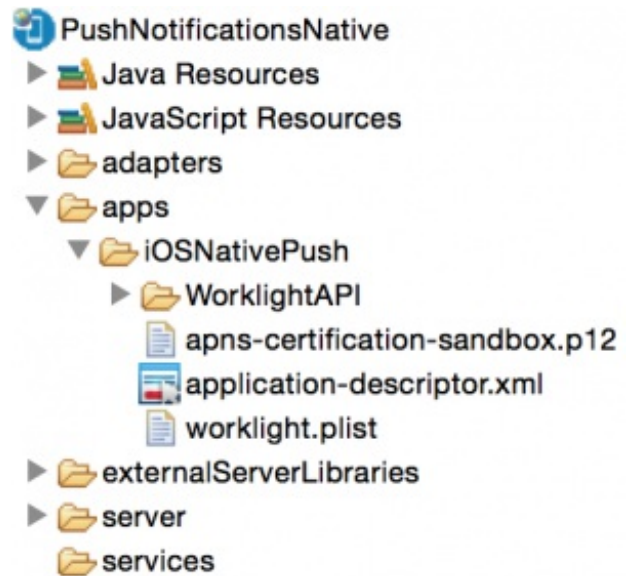 PushNotificationsNative
Java Resources
JavaScript Resources
adapters
apps
iOSNativePush
WorklightAPI
apns-certification-sandbox.p12
application-descriptor.xml
worklight.plist
externalServerLibraries
server
services